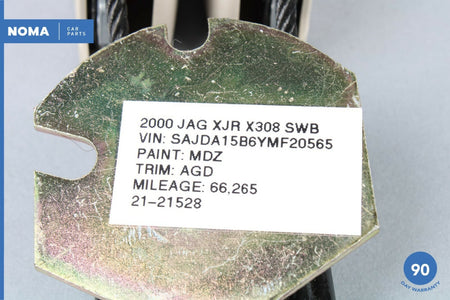 NOMA
CAR
PARTS
2000 JAG XJR X308 SWB
VIN: SAJDA15B6YMF20565
PAINT: MDZ
TRIM: AGD
MILEAGE: 66,265
21-21528
90
DAY WARRANTY